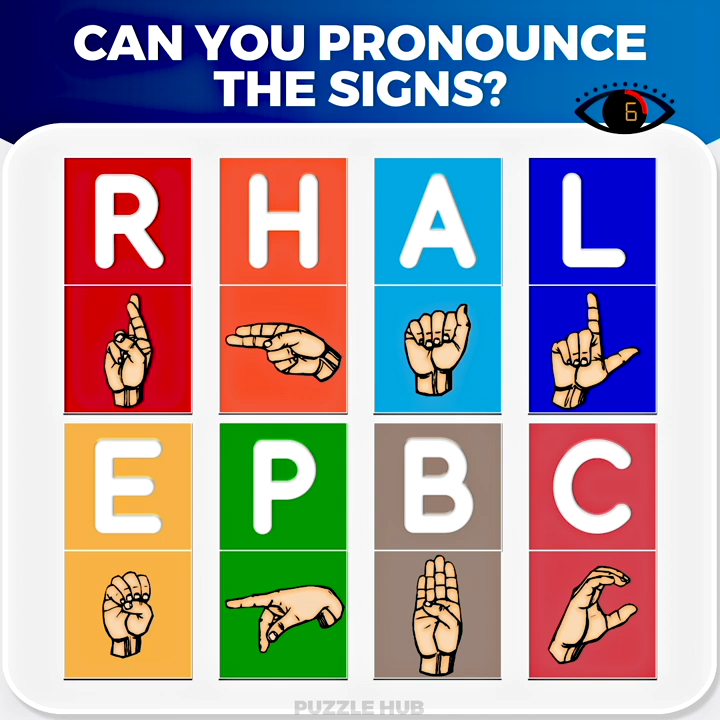 CAN YOU PRONOUNCE
THE SIGNS?
6
R H A L
E P B C
PUZZLE HUB